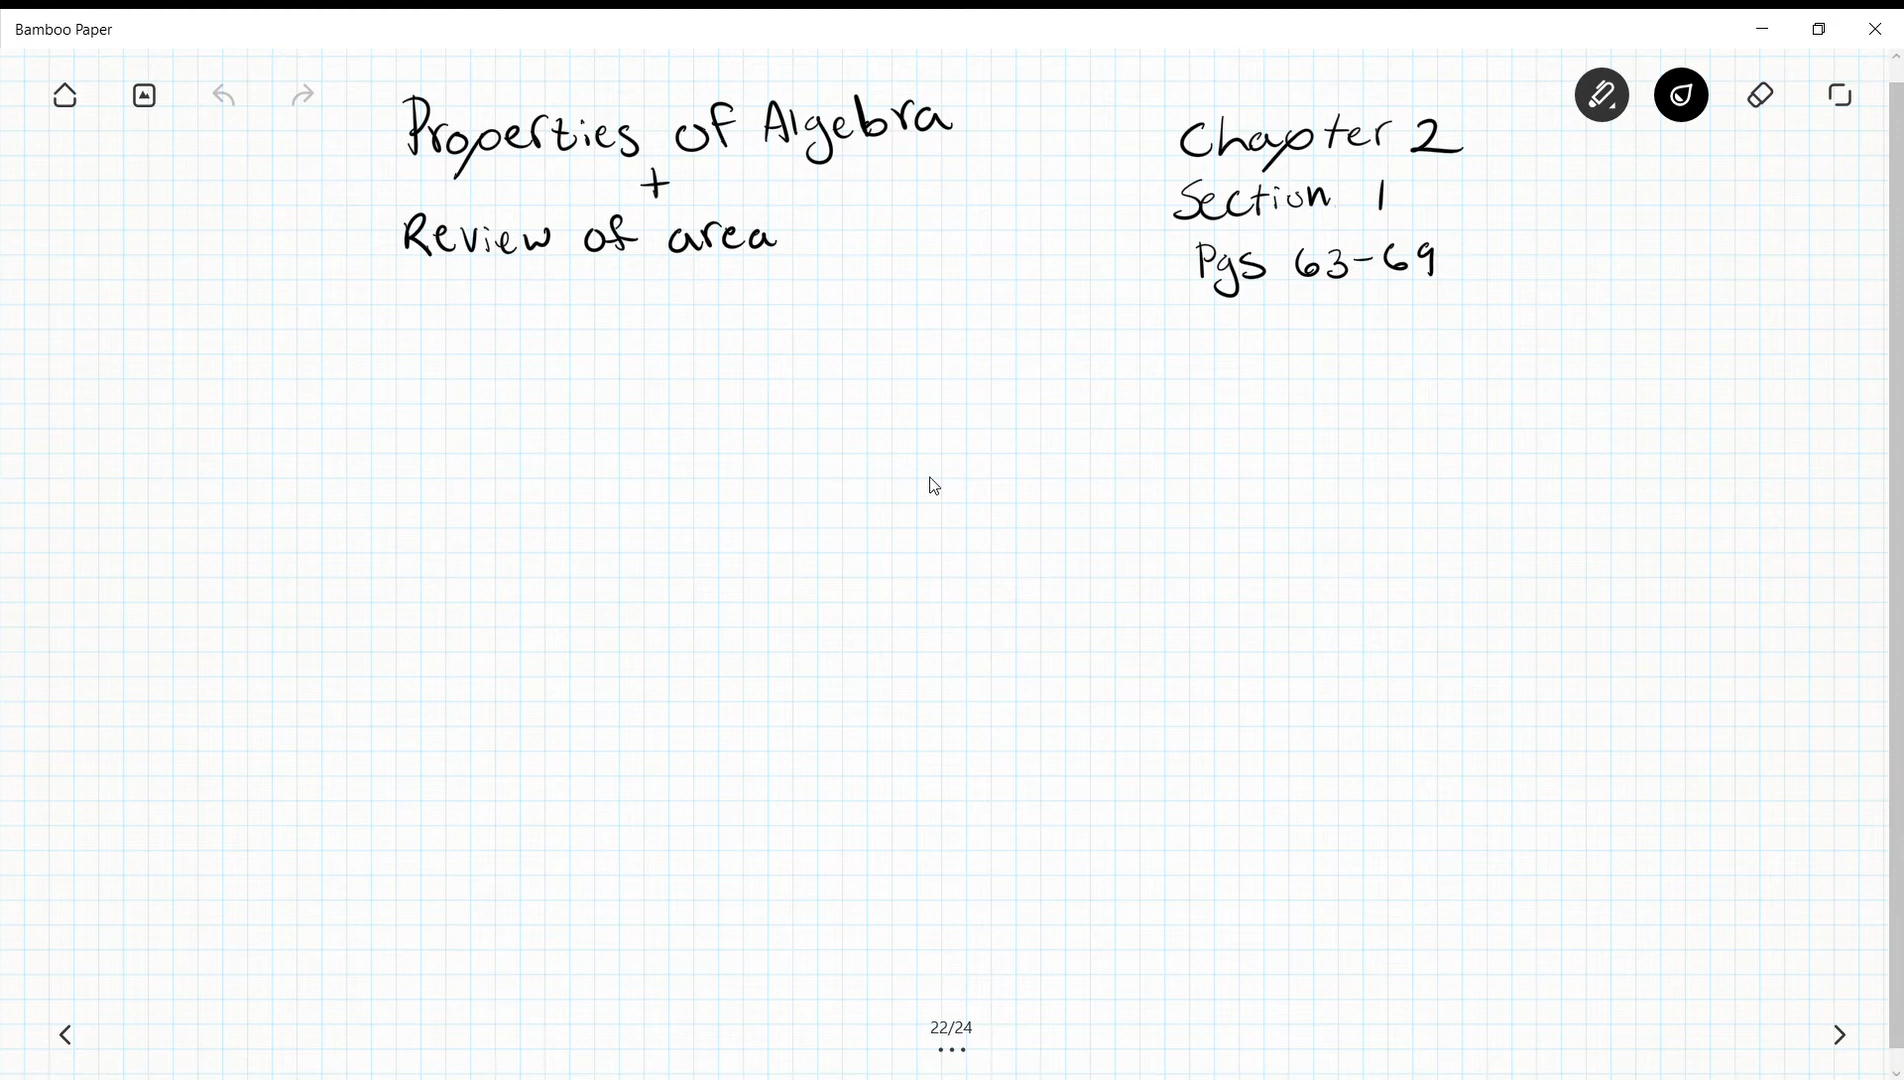 Bamboo Paper
Properties of Algebra
+
Review of area
Chapter 2
Section 1
Pgs 63-69
22/24